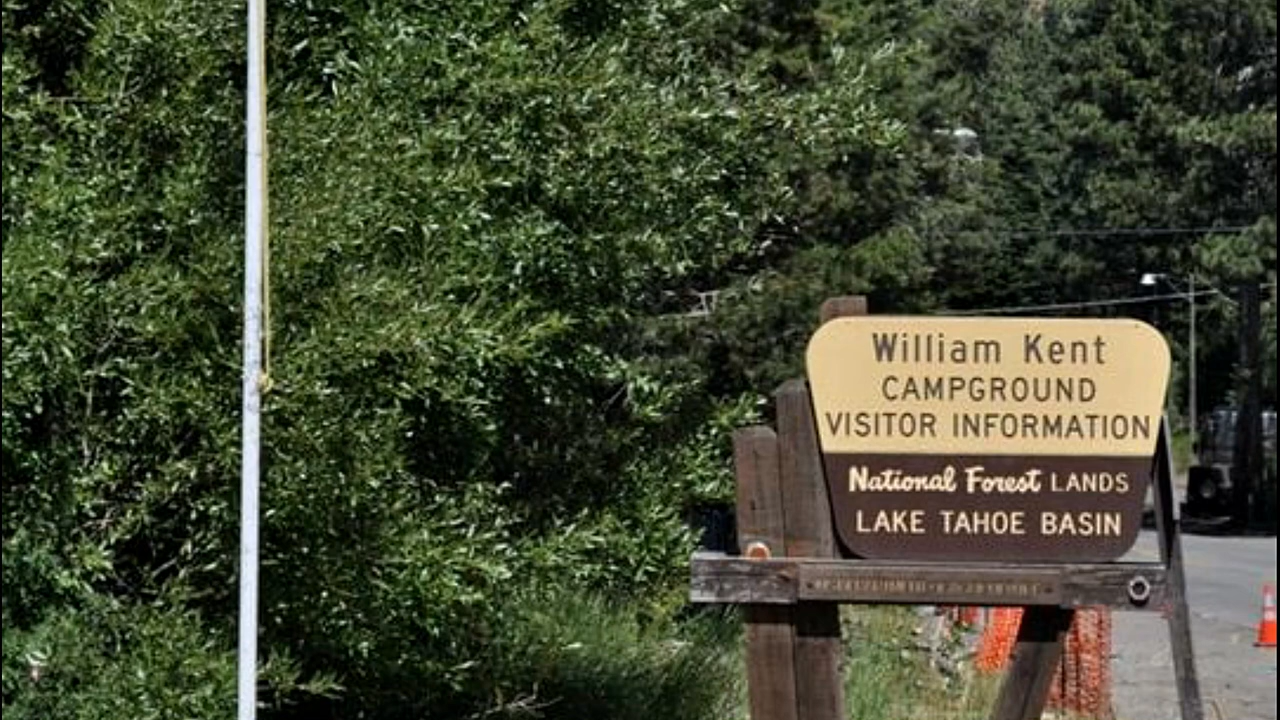 William Kent
CAMPGROUND
VISITOR INFORMATION
National Forest LANDS
LAKE TAHOE BASIN